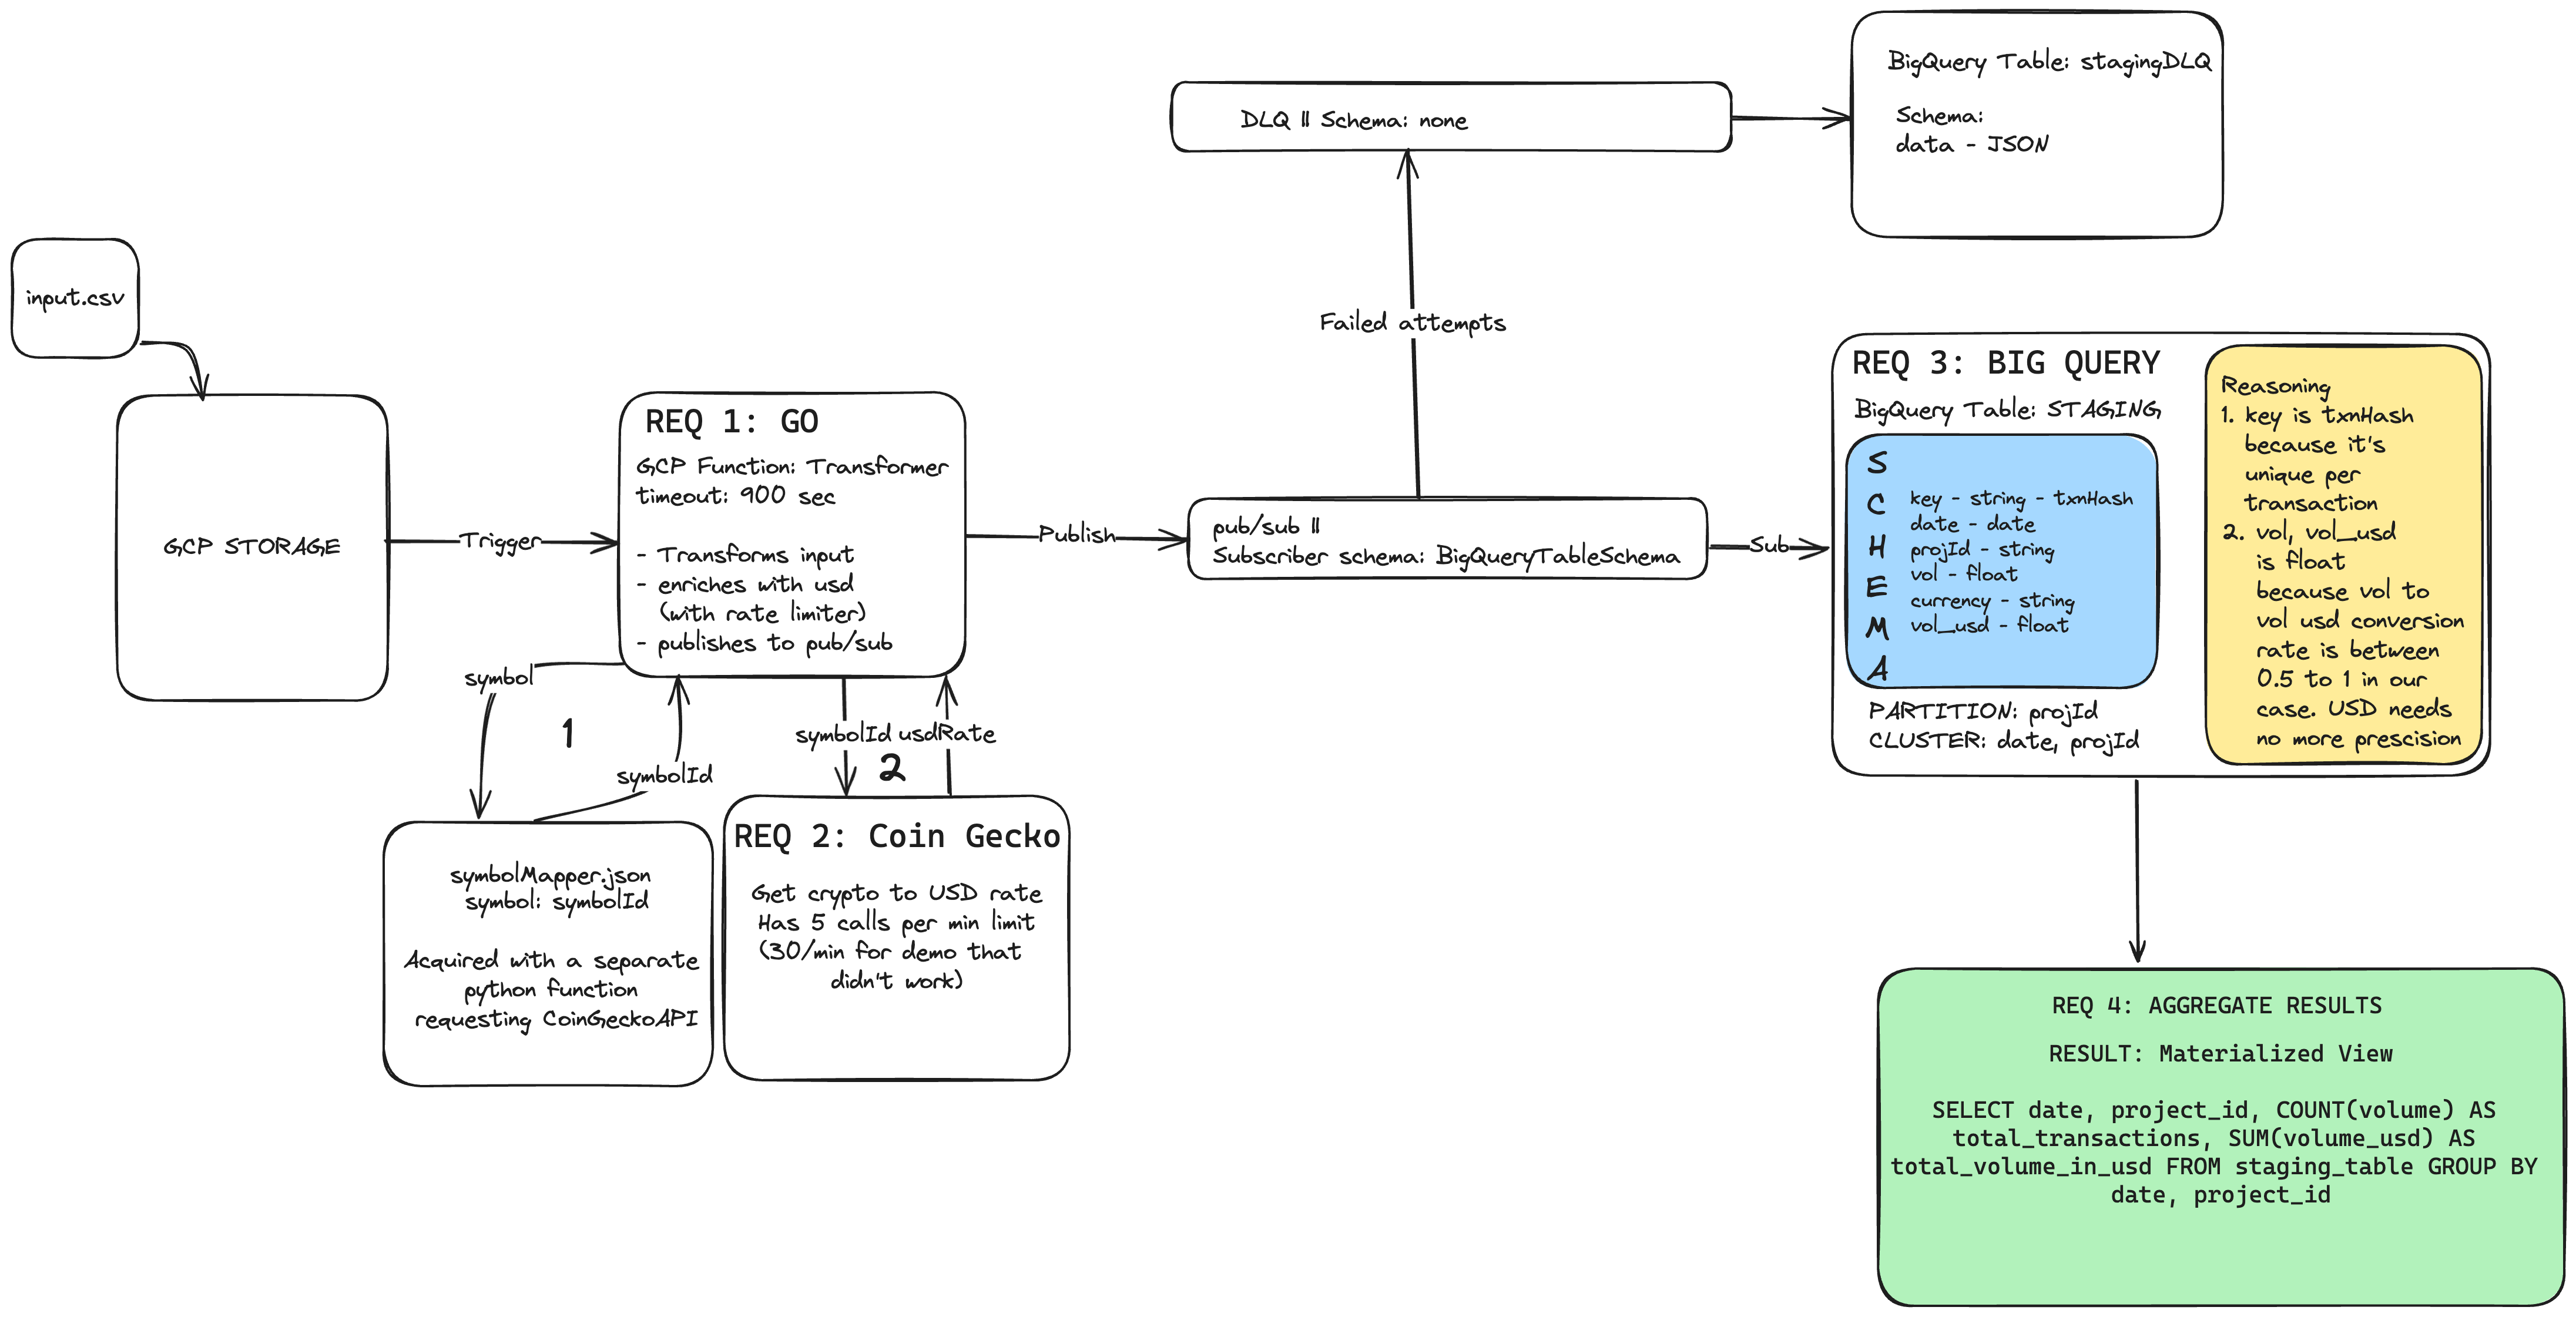 input.csv
GCP STORAGE
Trigger
REQ 1: GO
GCP Function: Transformer
timeout: 900 sec
- Transforms input
- enriches with usd
(with rate limiter)
- publishes to pub/sub
symbol
1
symbolId
symbolMapper.json
symbol: symbolId
Acquired with a separate
python function
requesting CoinGeckoAPI
symbolId
usdRate
2
REQ 2: Coin Gecko
Get crypto to USD rate
Has 5 calls per min limit
(30/min for demo that
didn't work)
Publish
pub/sub ||
Subscriber schema: BigQueryTableSchema
Failed attempts
DLQ || Schema: none
BigQuery Table: stagingDLQ
Schema:
data - JSON
Sub
REQ 3: BIG QUERY
BigQuery Table: STAGING
S
C
H
E
M
A
key - string - txnHash
date - date
projId - string
vol - float
currency - string
vol_usd - float
PARTITION: projId
CLUSTER: date, projId
Reasoning
1. key is txnHash
because it's
unique per
transaction
2. vol, vol_usd
is float
because vol to
vol usd conversion
rate is between
0.5 to 1 in our
case. USD needs
no more prescision
REQ 4: AGGREGATE RESULTS
RESULT: Materialized View
SELECT date, project_id, COUNT(volume) AS
total_transactions, SUM(volume_usd) AS
total_volume_in_usd FROM staging_table GROUP BY
date, project_id